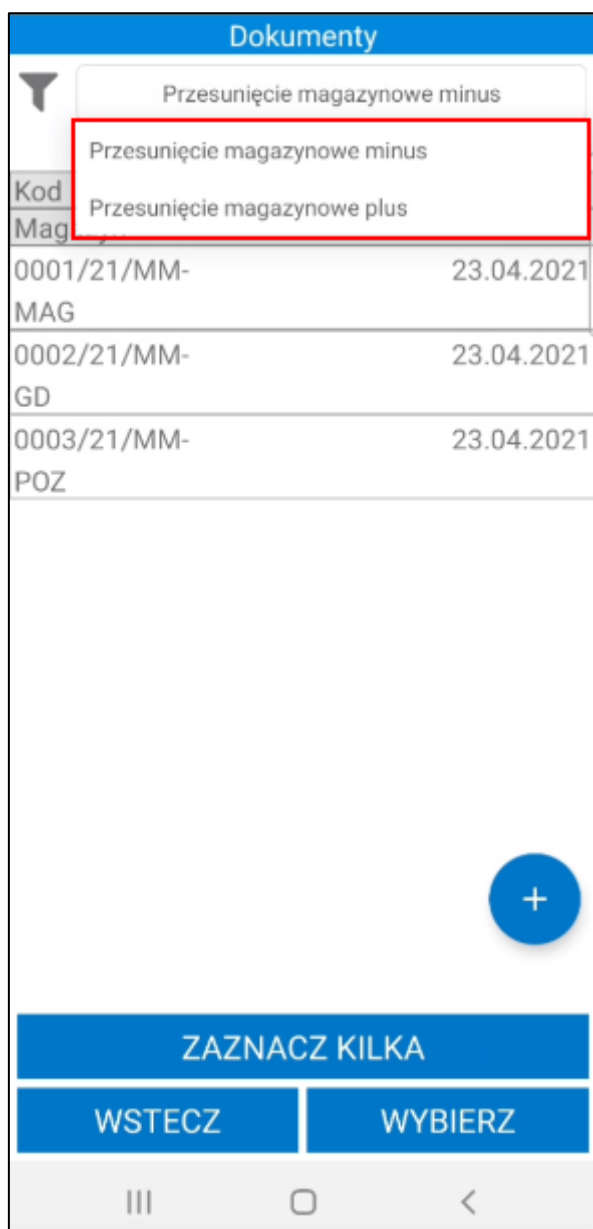 Dokumenty
Przesunięcie magazynowe minus
Przesunięcie magazynowe minus
Przesunięcie magazynowe plus
Kod
0001/21/MM- 23.04.2021
MAG
0002/21/MM- 23.04.2021
GD
0003/21/MM- 23.04.2021
POZ
+
ZAZNACZ KILKA
WSTECZ WYBIERZ